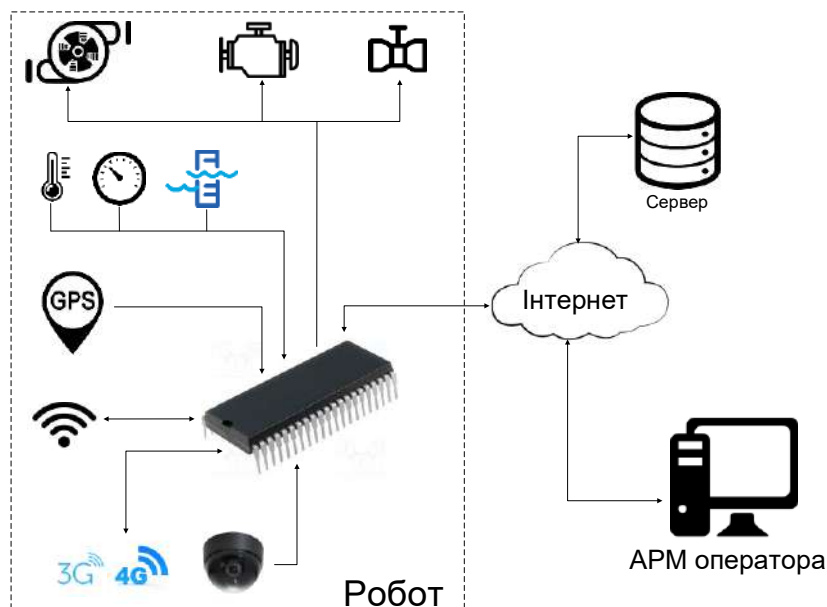 Сервер
GPS
Інтернет
3G 4G
Робот
АРМ оператора